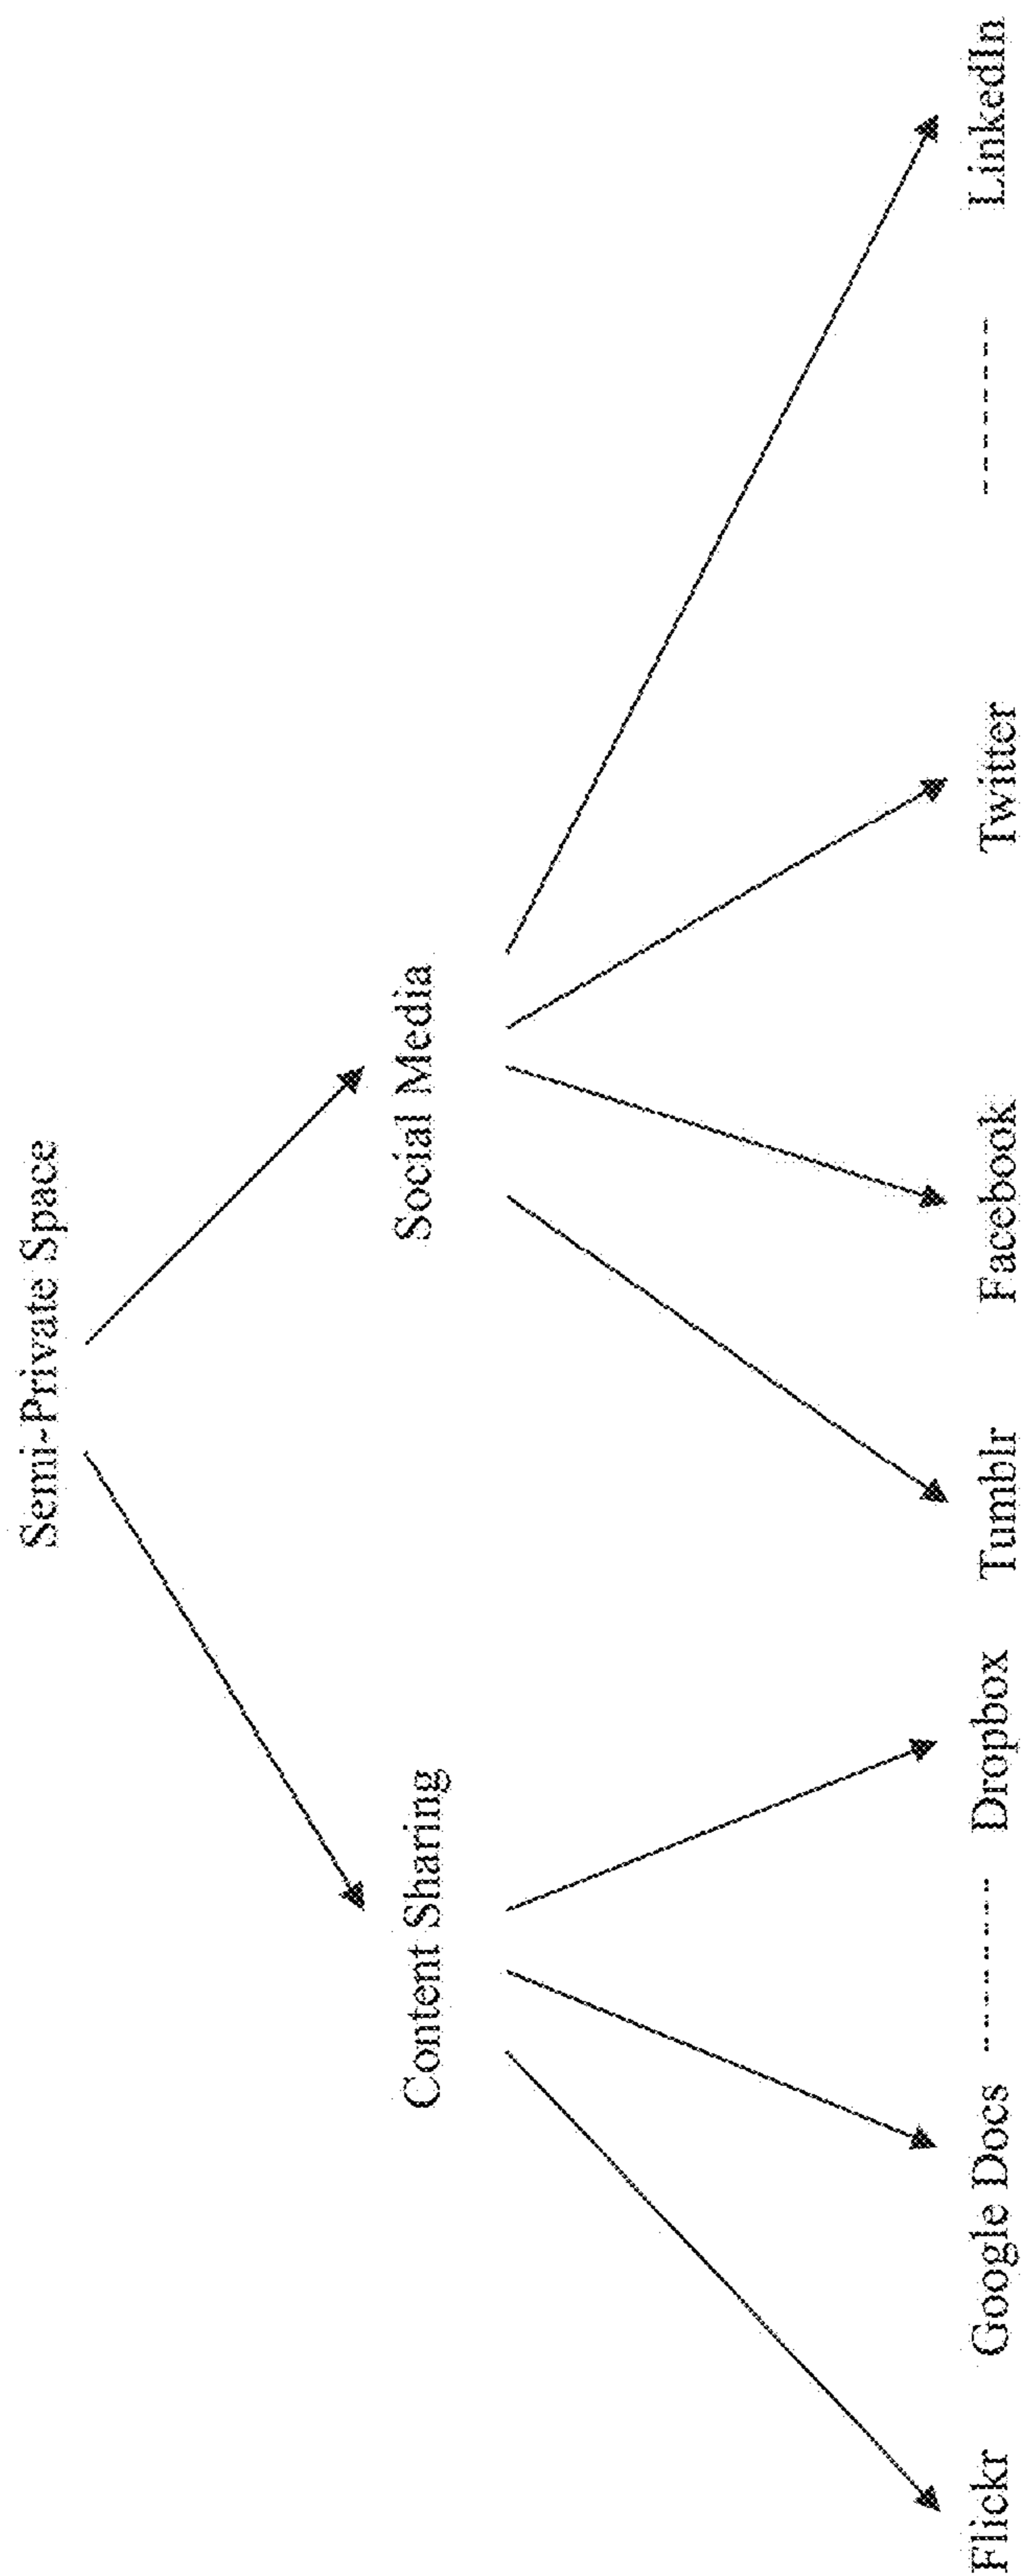 Semi-Private Space
Content Sharing
Social Media
Flickr
Google Docs
Dropbox
Tumblr
Facebook
Twitter
LinkedIn